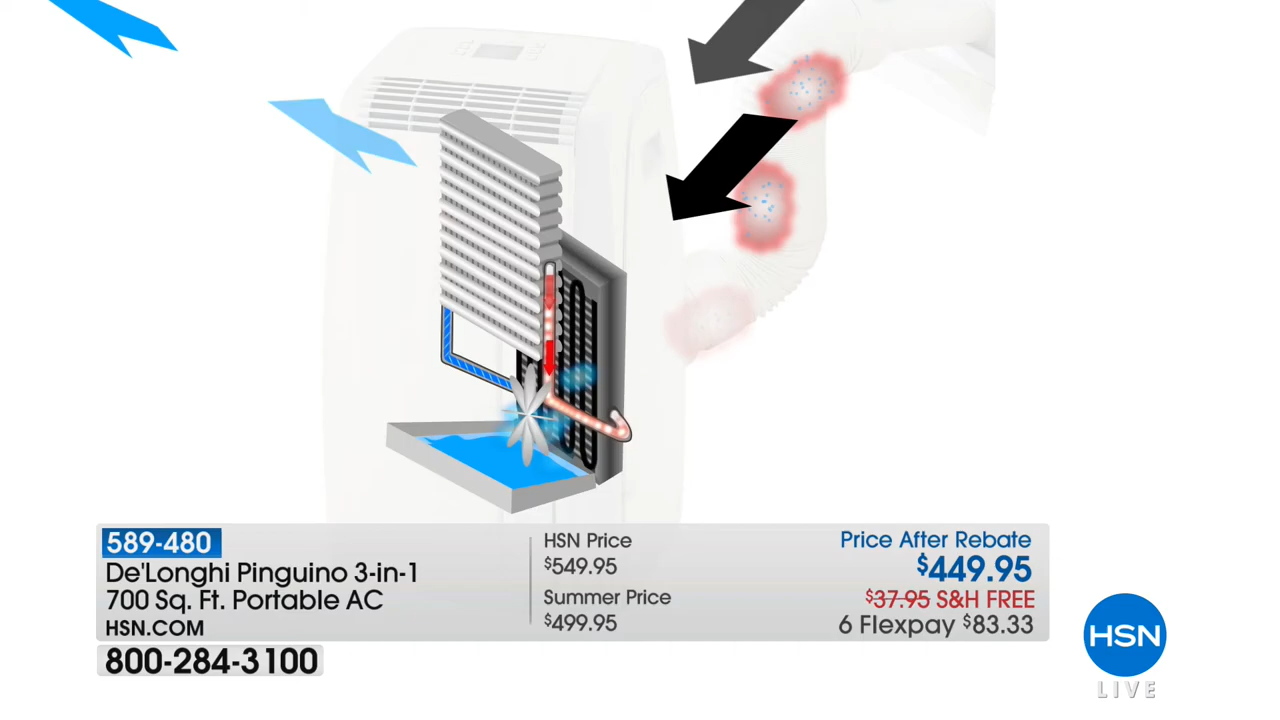 589-480
De'Longhi Pinguino 3-in-1
700 Sq. Ft. Portable AC
HSN.COM
800-284-3100
HSN Price
$549.95
Summer Price
$499.95
Price After Rebate
$449.95
$37.95 S&H FREE
6 Flexpay $83.33
HSN
LIVE